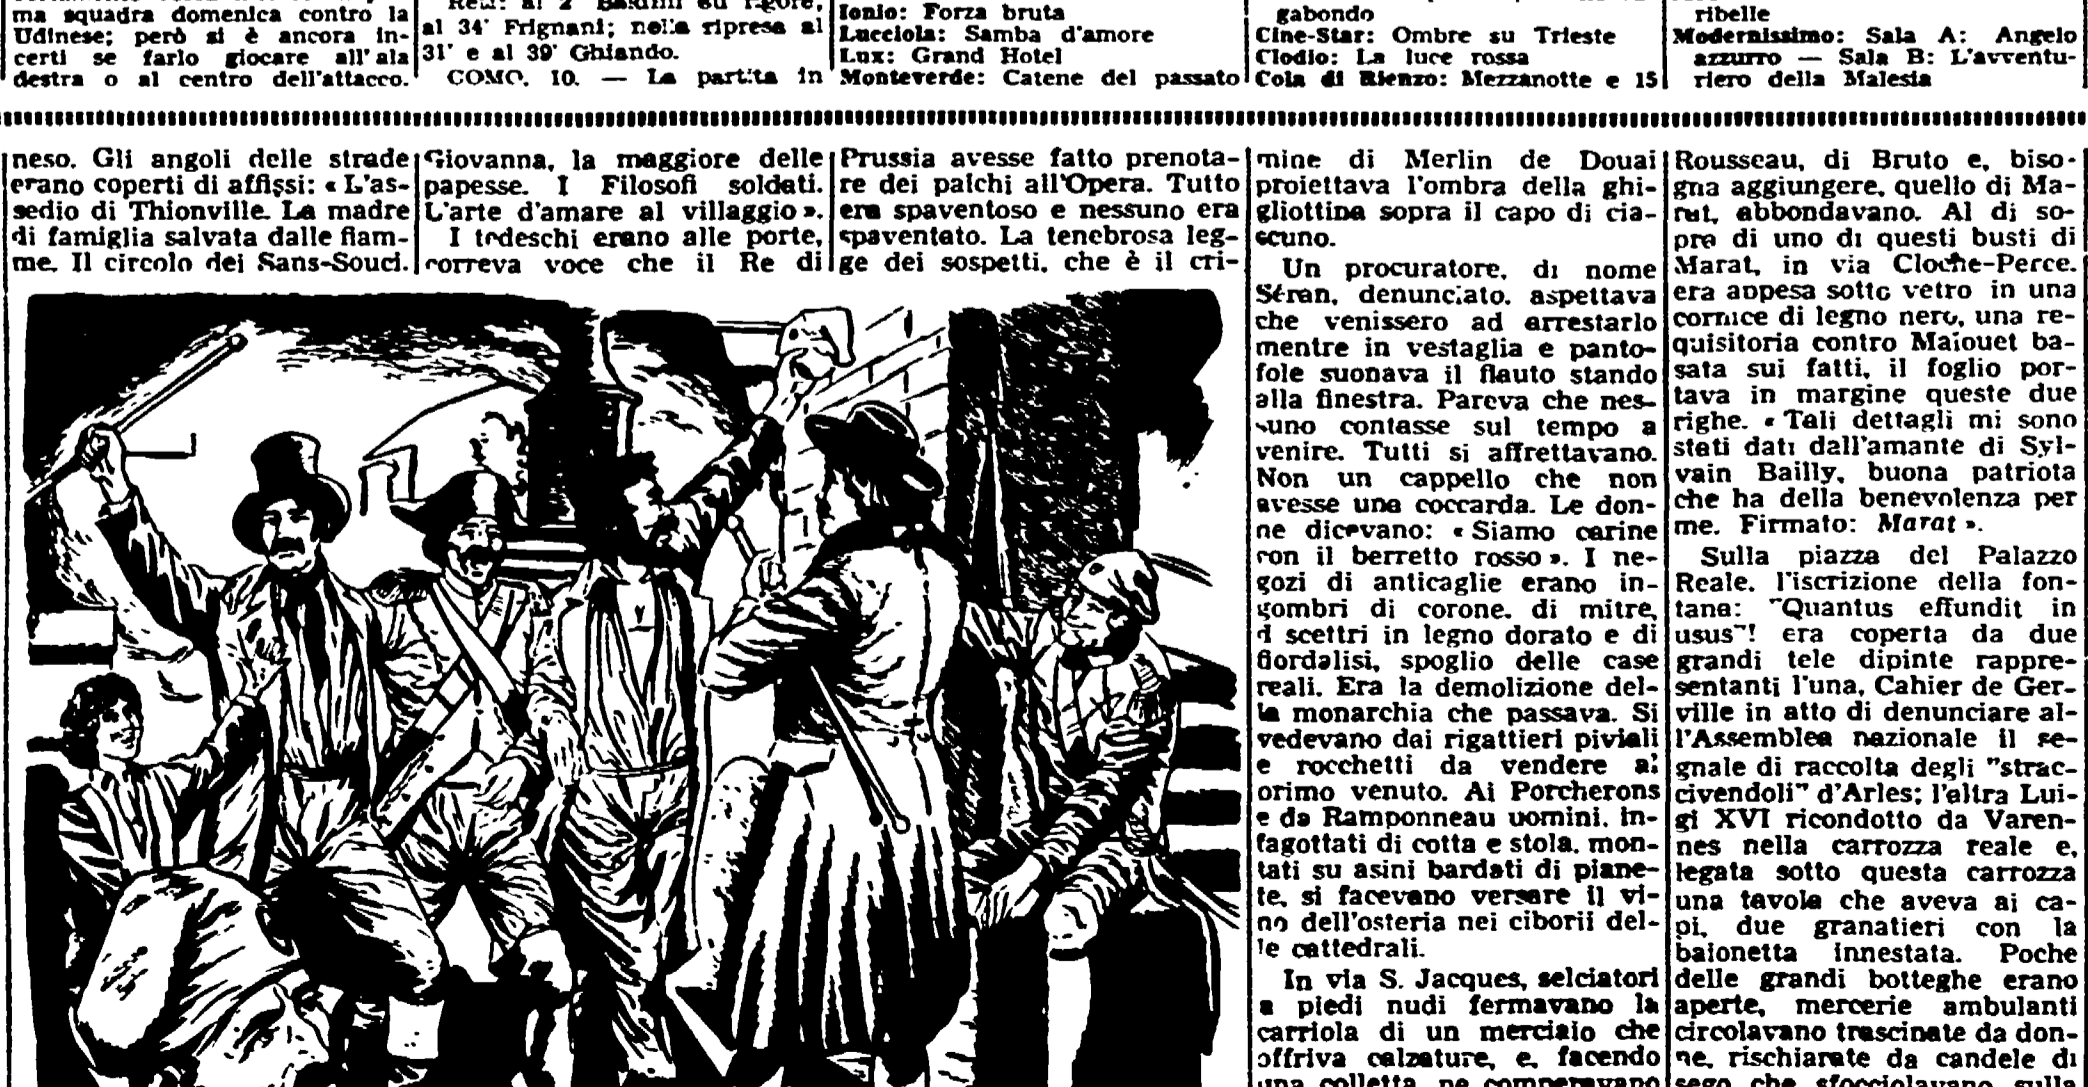 ma squadra domenica contro la
Udinese; però si è ancora in-
certi se farlo giocare all'ala
destra o al centro dell'attacco.
al 34' Frignani; nella ripresa al
31' e al 39' Ghiando.
COMO, 10. — La partita in
Ionio: Forza bruta
Lucciola: Samba d'amore
Lux: Grand Hotel
Monteverde: Catene del passato
gabondo
Cine-Star: Ombre su Trieste
Clodio: La luce rossa
Cola di Rienzo: Mezzanotte e 15
ribelle
Modernissimo: Sala A: Angelo
azzurro — Sala B: L'avventu-
riero della Malesia
neso. Gli angoli delle strade
erano coperti di affissi: « L'as-
sedio di Thionville. La madre
di famiglia salvata dalle fiam-
me. Il circolo dei Sans-Souci.
Giovanna, la maggiore delle
papesse. I Filosofi soldati.
L'arte d'amare al villaggio ».
I tedeschi erano alle porte,
correva voce che il Re di
Prussia avesse fatto prenota-
re dei palchi all'Opera. Tutto
era spaventoso e nessuno era
spaventato. La tenebrosa leg-
ge dei sospetti, che è il cri-
mine di Merlin de Douai
proiettava l'ombra della ghi-
gliottina sopra il capo di cia-
scuno.
Un procuratore, di nome
Séran, denunciato, aspettava
che venissero ad arrestarlo
mentre in vestaglia e panto-
fole suonava il flauto stando
alla finestra. Pareva che nes-
suno contasse sul tempo a
venire. Tutti si affrettavano.
Non un cappello che non
avesse una coccarda. Le don-
ne dicevano: « Siamo carine
con il berretto rosso ». I ne-
gozi di anticaglie erano in-
gombri di corone, di mitre,
d scettri in legno dorato e di
fiordalisi, spoglio delle case
reali. Era la demolizione del-
la monarchia che passava. Si
vedevano dai rigattieri piviali
e rocchetti da vendere al
primo venuto. Ai Porcherons
e da Ramponneau uomini, in-
fagottati di cotta e stola, mon-
tati su asini bardati di piane-
te, si facevano versare il vi-
no dell'osteria nei ciborii del-
le cattedrali.
In via S. Jacques, selciatori
a piedi nudi fermavano la
carriola di un merciaio che
offriva calzature, e, facendo
una colletta, ne comperavano
Rousseau, di Bruto e, biso-
gna aggiungere, quello di Ma-
rat, abbondavano. Al di so-
pra di uno di questi busti di
Marat, in via Cloche-Perce.
era appesa sotto vetro in una
cornice di legno nero, una re-
quisitoria contro Malouet ba-
sata sui fatti, il foglio por-
tava in margine queste due
righe. « Tali dettagli mi sono
stati dati dall'amante di Syl-
vain Bailly, buona patriota
che ha della benevolenza per
me. Firmato: Marat ».
Sulla piazza del Palazzo
Reale, l'iscrizione della fon-
tana: "Quantus effundit in
usus"! era coperta da due
grandi tele dipinte rappre-
sentanti l'una, Cahier de Ger-
ville in atto di denunciare al-
l'Assemblea nazionale il se-
gnale di raccolta degli "strac-
civendoli" d'Arles; l'altra Lui-
gi XVI ricondotto da Varen-
nes nella carrozza reale e,
legata sotto questa carrozza
una tavola che aveva ai ca-
pi, due granatieri con la
baionetta innestata. Poche
delle grandi botteghe erano
aperte, mercerie ambulanti
circolavano trascinate da don-
ne, rischiarate da candele di
sego che sfocciolavano sulla